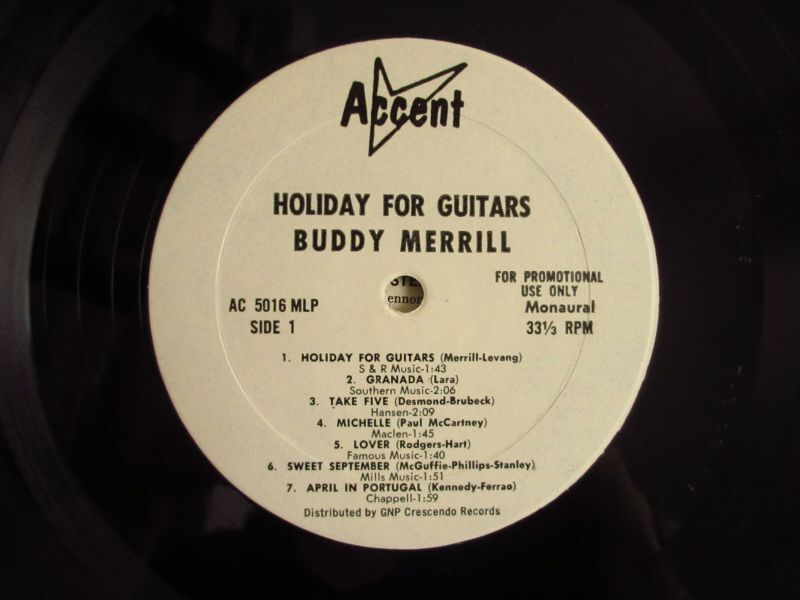 Accent
HOLIDAY FOR GUITARS
BUDDY MERRILL
AC 5016 MLP
SIDE 1
FOR PROMOTIONAL
USE ONLY
Monaural
33⅓ RPM
1. HOLIDAY FOR GUITARS (Merrill-Levang)
S & R Music-1:43
2. GRANADA (Lara)
Southern Music-2:06
3. TAKE FIVE (Desmond-Brubeck)
Hansen-2:09
4. MICHELLE (Paul McCartney)
Maclen-1:45
5. LOVER (Rodgers-Hart)
Famous Music-1:40
6. SWEET SEPTEMBER (McGuffie-Phillips-Stanley)
Mills Music-1:51
7. APRIL IN PORTUGAL (Kennedy-Ferrao)
Chappell-1:59
Distributed by GNP Crescendo Records